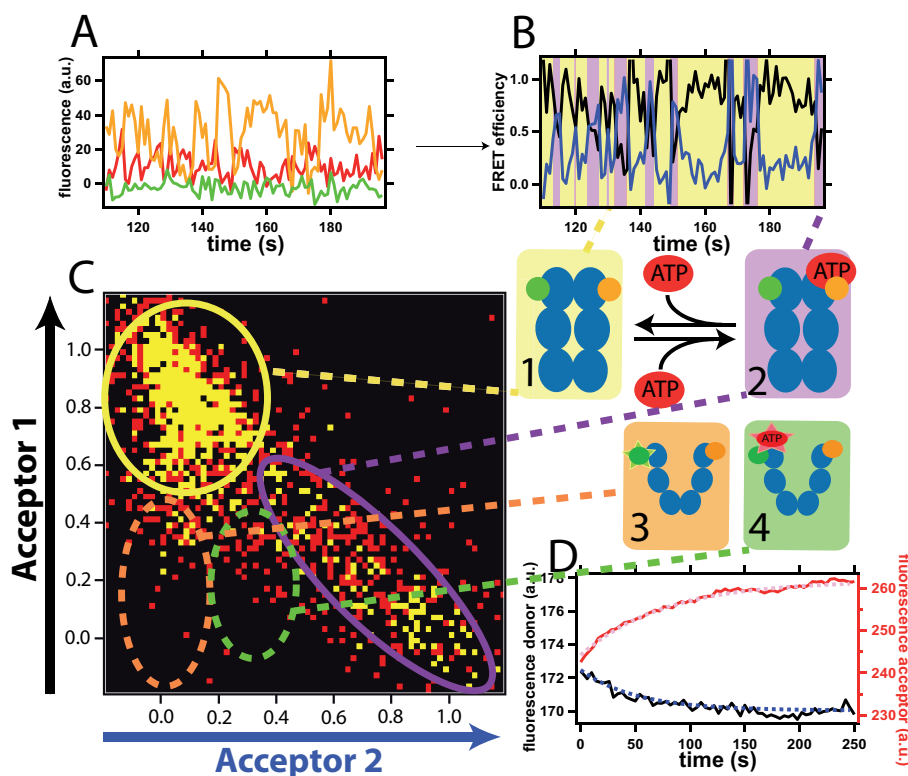 A
fluorescence (a.u.)
60
40
20
0
120 140 160 180
time (s)
B
FRET efficiency
1.0
0.5
0.0
120 140 160 180
time (s)
C
Acceptor 1
1.0
0.8
0.6
0.4
0.2
0.0
0.0 0.2 0.4 0.6 0.8 1.0
Acceptor 2
1
ATP
ATP
ATP
2
3
ATP
4
D
fluorescence donor (a.u.)
176
174
172
170
fluorescence acceptor (a.u.)
260
250
240
230
0 50 100 150 200 250
time (s)